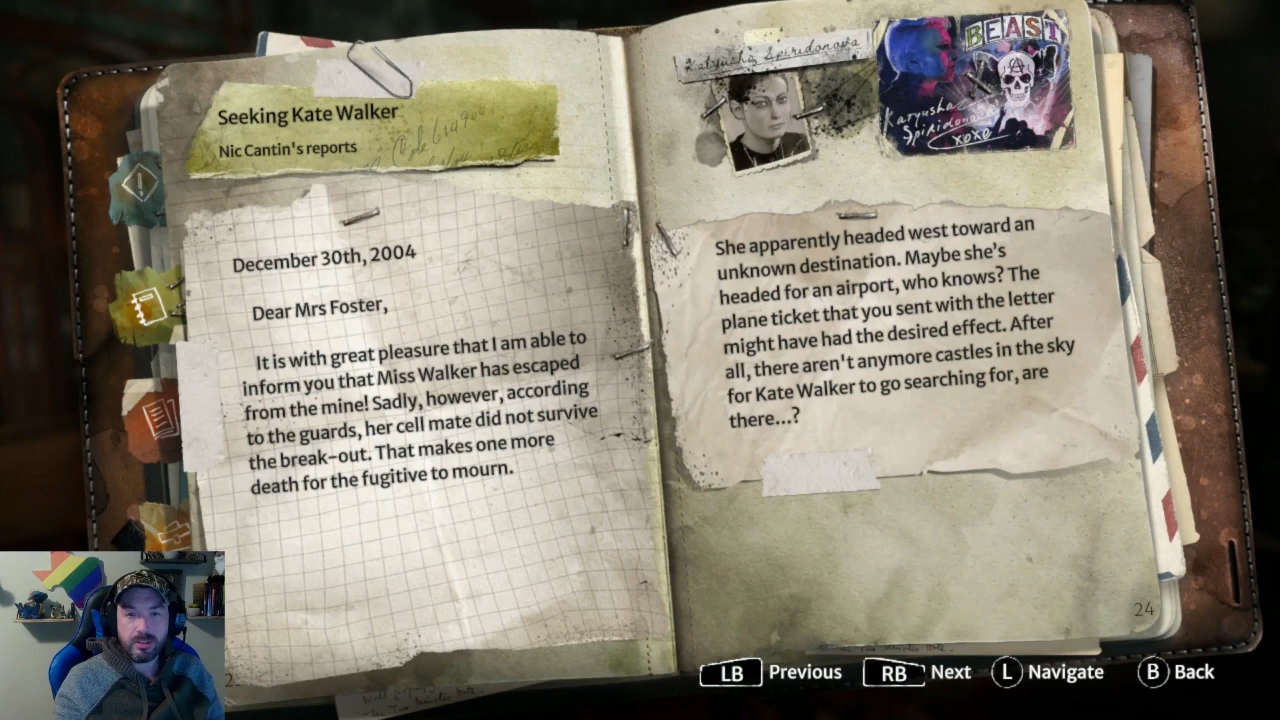 Seeking Kate Walker
Nic Cantin's reports
December 30th, 2004
Dear Mrs Foster,
It is with great pleasure that I am able to
inform you that Miss Walker has escaped
from the mine! Sadly, however, according
to the guards, her cell mate did not survive
the break-out. That makes one more
death for the fugitive to mourn.
Katyusha Spiridonova
BEAST
Katyusha
Spiridonova
xoxo
She apparently headed west toward an
unknown destination. Maybe she's
headed for an airport, who knows? The
plane ticket that you sent with the letter
might have had the desired effect. After
all, there aren't anymore castles in the sky
for Kate Walker to go searching for, are
there...?
24
LB Previous RB Next L Navigate B Back